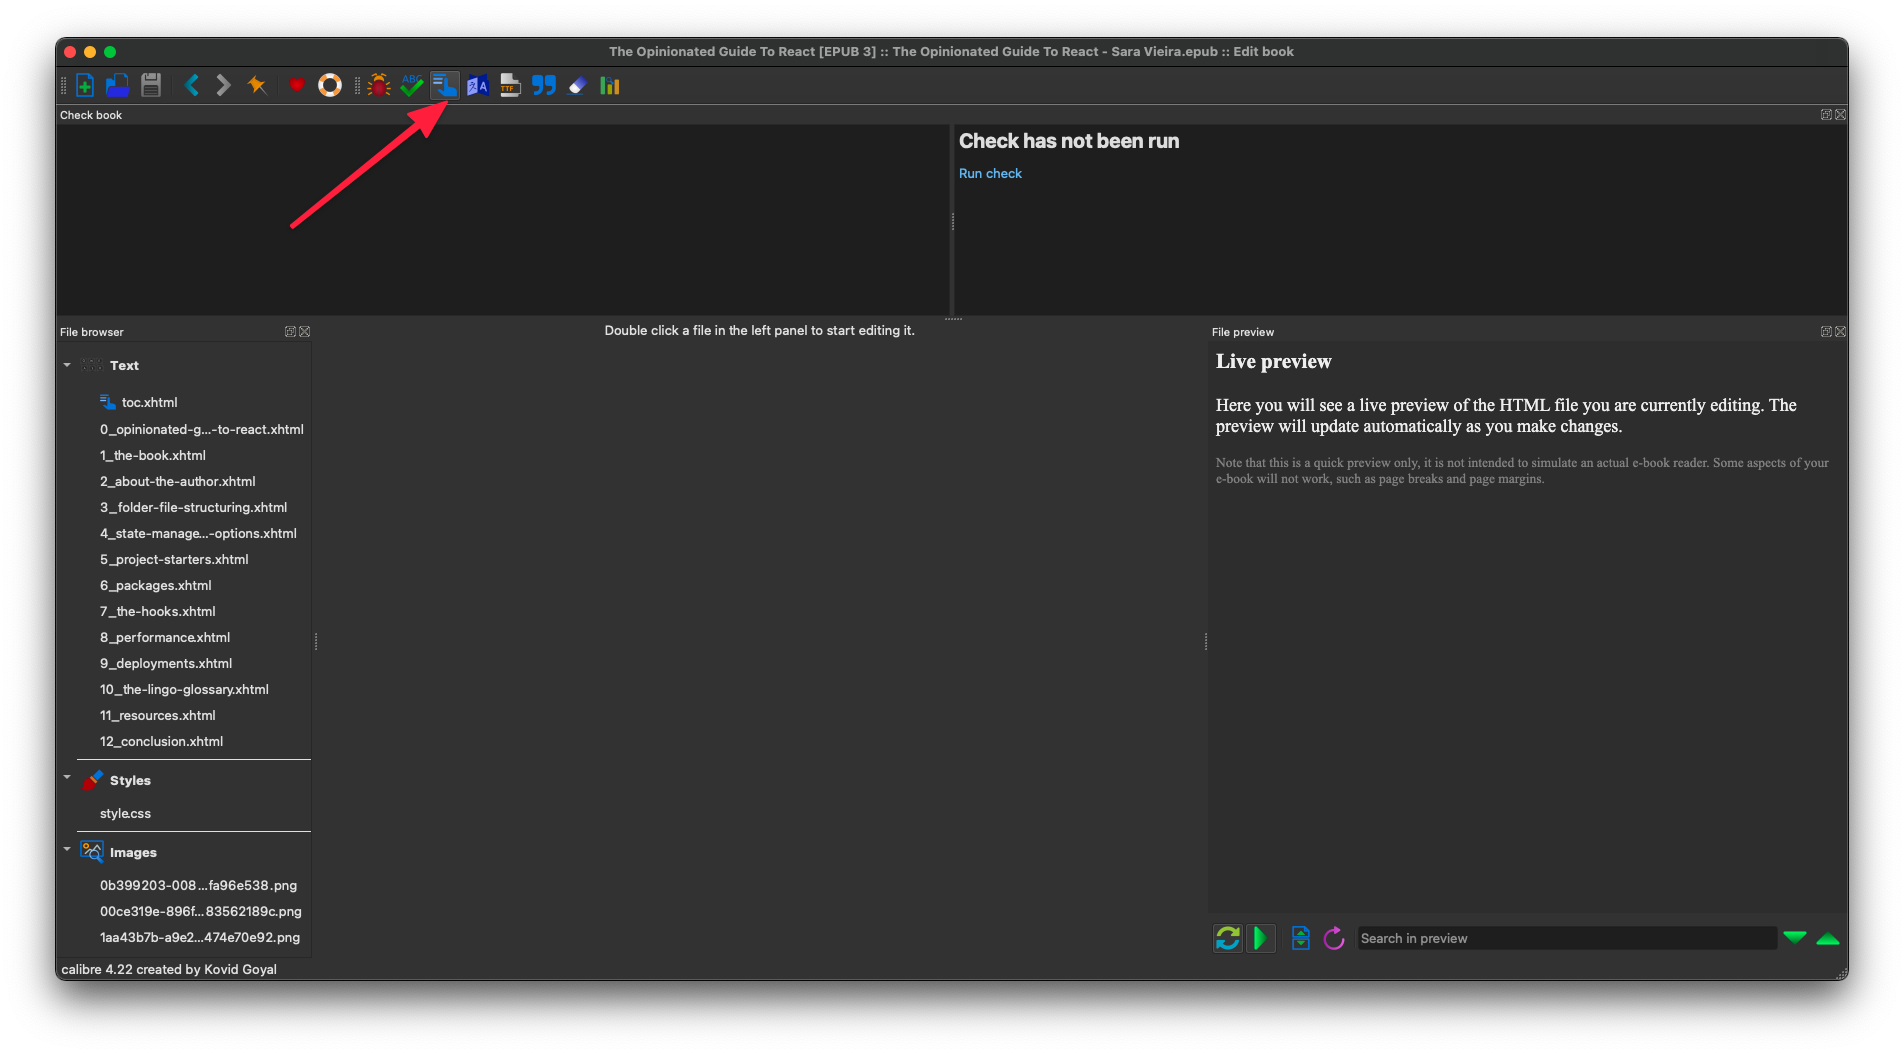 The Opinionated Guide To React [EPUB 3] :: The Opinionated Guide To React - Sara Vieira.epub :: Edit book
ABC
A
TTF
Check book
Check has not been run
Run check
File browser
Double click a file in the left panel to start editing it.
File preview
Text
toc.xhtml
0_opinionated-g...-to-react.xhtml
1_the-book.xhtml
2_about-the-author.xhtml
3_folder-file-structuring.xhtml
4_state-manage...-options.xhtml
5_project-starters.xhtml
6_packages.xhtml
7_the-hooks.xhtml
8_performance.xhtml
9_deployments.xhtml
10_the-lingo-glossary.xhtml
11_resources.xhtml
12_conclusion.xhtml
Styles
style.css
Images
0b399203-008...fa96e538.png
00ce319e-896f...83562189c.png
1aa43b7b-a9e2...474e70e92.png
Live preview
Here you will see a live preview of the HTML file you are currently editing. The
preview will update automatically as you make changes.
Note that this is a quick preview only, it is not intended to simulate an actual e-book reader. Some aspects of your
e-book will not work, such as page breaks and page margins.
Search in preview
calibre 4.22 created by Kovid Goyal